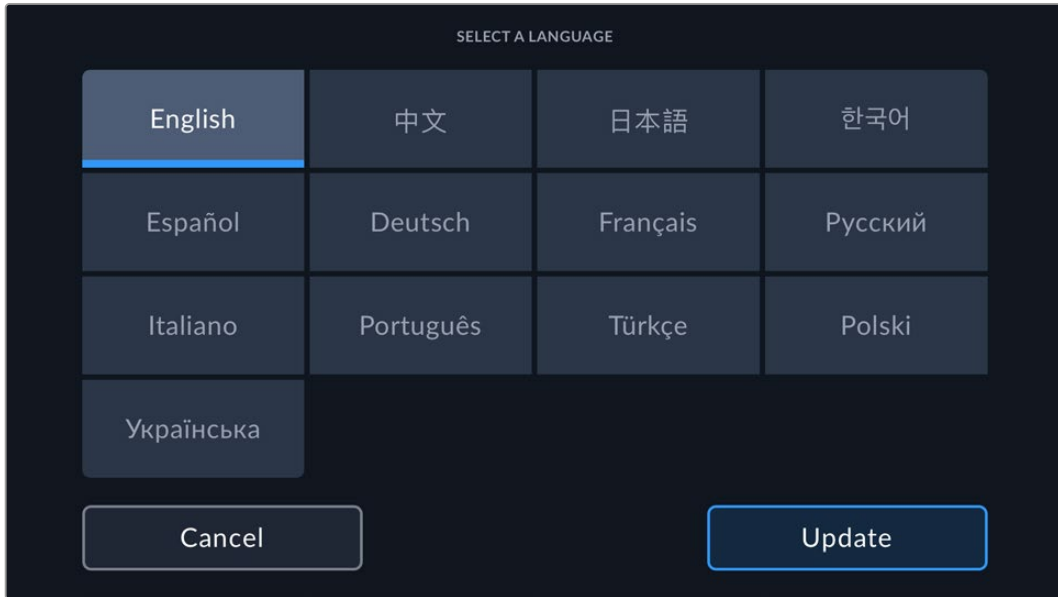 SELECT A LANGUAGE
English 中文 日本語 한국어
Español Deutsch Français Русский
Italiano Português Türkçe Polski
Українська
Cancel Update